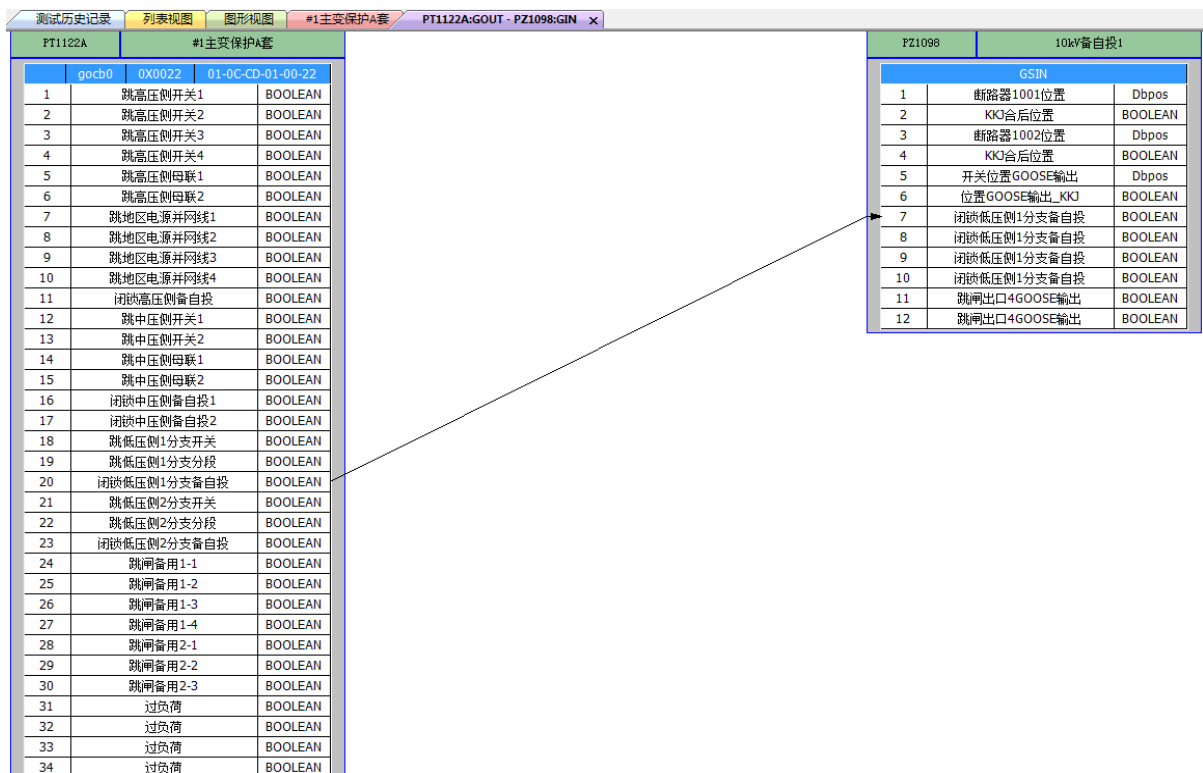 测试历史记录 列表视图 图形视图 #1主变保护A套 PT1122A:GOUT - PZ1098:GIN x
PT1122A #1主变保护A套
gocb0 0X0022 01-0C-CD-01-00-22
1 跳高压侧开关1 BOOLEAN
2 跳高压侧开关2 BOOLEAN
3 跳高压侧开关3 BOOLEAN
4 跳高压侧开关4 BOOLEAN
5 跳高压侧母联1 BOOLEAN
6 跳高压侧母联2 BOOLEAN
7 跳地区电源并网线1 BOOLEAN
8 跳地区电源并网线2 BOOLEAN
9 跳地区电源并网线3 BOOLEAN
10 跳地区电源并网线4 BOOLEAN
11 闭锁高压侧备自投 BOOLEAN
12 跳中压侧开关1 BOOLEAN
13 跳中压侧开关2 BOOLEAN
14 跳中压侧母联1 BOOLEAN
15 跳中压侧母联2 BOOLEAN
16 闭锁中压侧备自投1 BOOLEAN
17 闭锁中压侧备自投2 BOOLEAN
18 跳低压侧1分支开关 BOOLEAN
19 跳低压侧1分支分段 BOOLEAN
20 闭锁低压侧1分支备自投 BOOLEAN
21 跳低压侧2分支开关 BOOLEAN
22 跳低压侧2分支分段 BOOLEAN
23 闭锁低压侧2分支备自投 BOOLEAN
24 跳闸备用1-1 BOOLEAN
25 跳闸备用1-2 BOOLEAN
26 跳闸备用1-3 BOOLEAN
27 跳闸备用1-4 BOOLEAN
28 跳闸备用2-1 BOOLEAN
29 跳闸备用2-2 BOOLEAN
30 跳闸备用2-3 BOOLEAN
31 过负荷 BOOLEAN
32 过负荷 BOOLEAN
33 过负荷 BOOLEAN
34 过负荷 BOOLEAN
PZ1098 10kV备自投1
GSIN
1 断路器1001位置 Dbpos
2 KKJ合后位置 BOOLEAN
3 断路器1002位置 Dbpos
4 KKJ合后位置 BOOLEAN
5 开关位置GOOSE输出 Dbpos
6 位置GOOSE输出_KKJ BOOLEAN
7 闭锁低压侧1分支备自投 BOOLEAN
8 闭锁低压侧1分支备自投 BOOLEAN
9 闭锁低压侧1分支备自投 BOOLEAN
10 闭锁低压侧1分支备自投 BOOLEAN
11 跳闸出口4GOOSE输出 BOOLEAN
12 跳闸出口4GOOSE输出 BOOLEAN